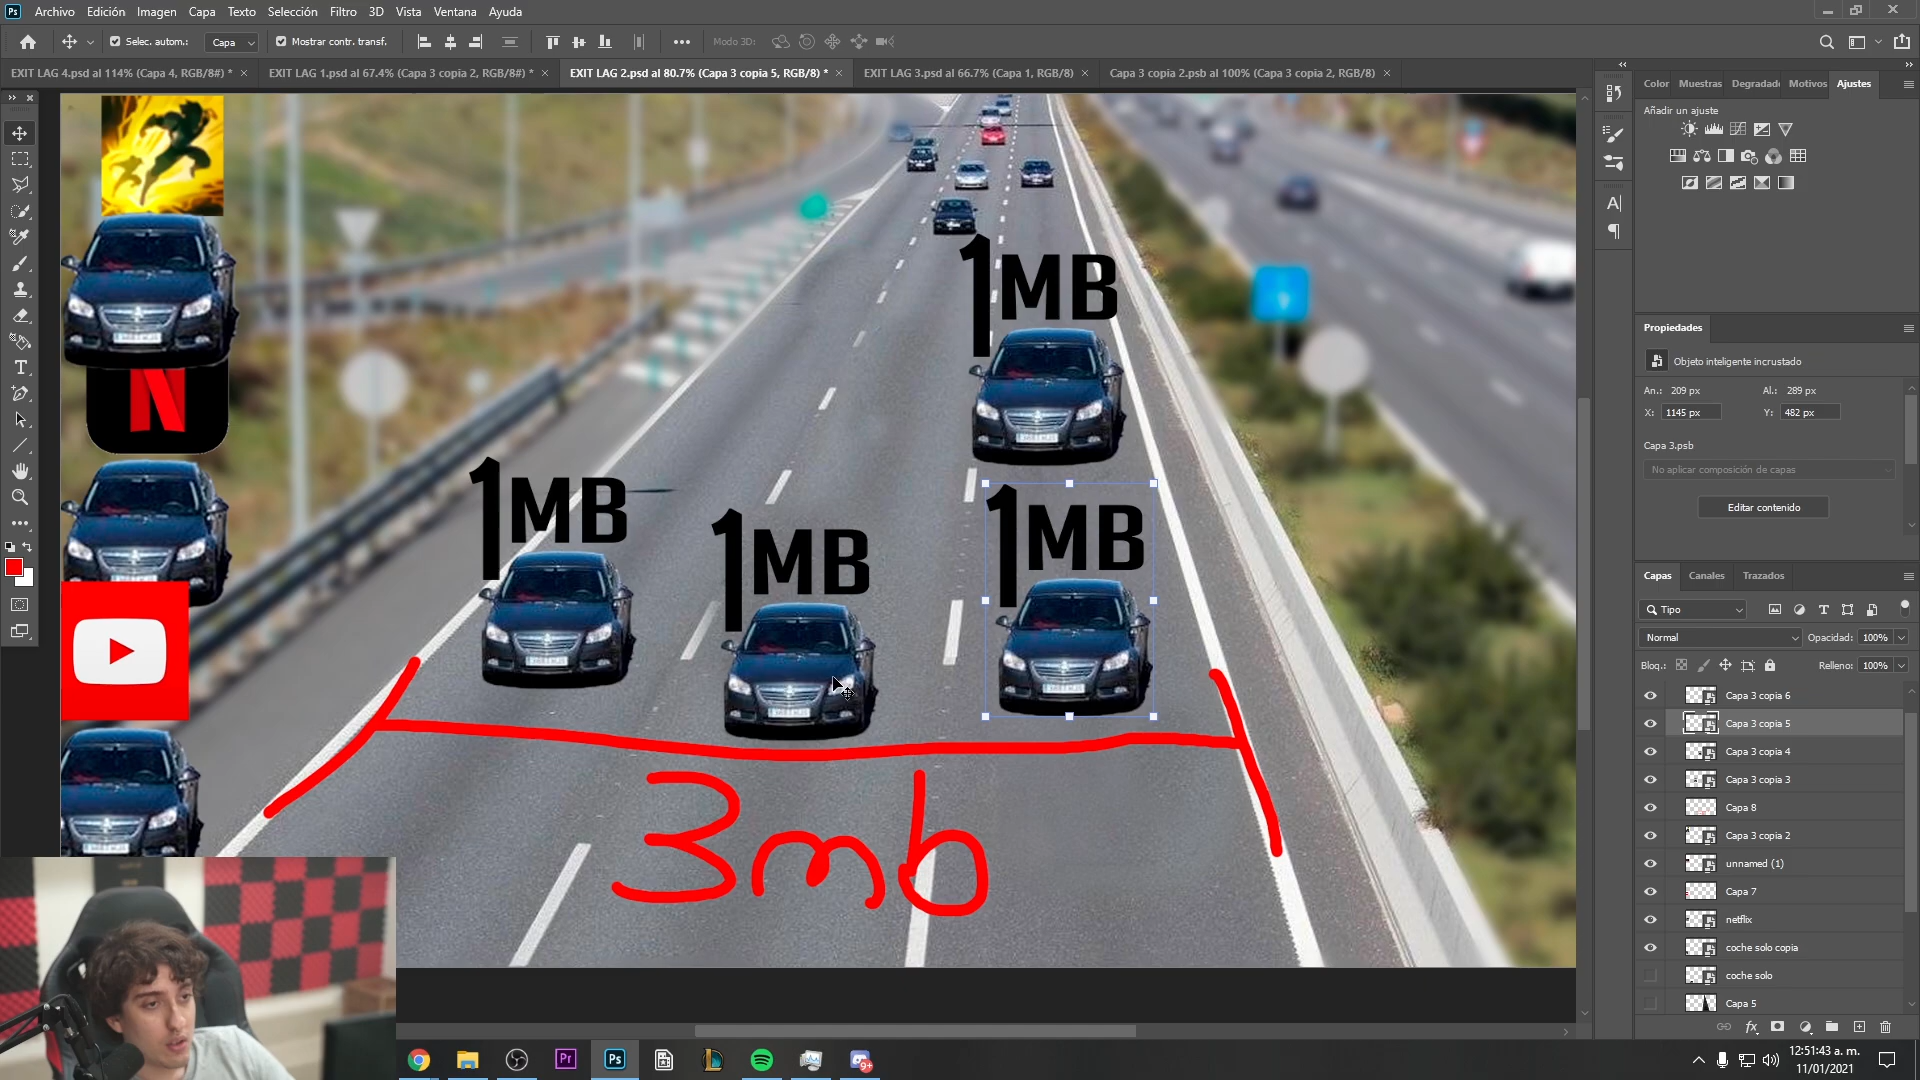 Ps Archivo Edición Imagen Capa Texto Selección Filtro 3D Vista Ventana Ayuda
Selec. autom.: Capa Mostrar contr. transf. Modo 3D:
EXIT LAG 4.psd al 114% (Capa 4, RGB/8#) * EXIT LAG 1.psd al 67.4% (Capa 3 copia 2, RGB/8#) * EXIT LAG 2.psd al 80.7% (Capa 3 copia 5, RGB/8) * EXIT LAG 3.psd al 66.7% (Capa 1, RGB/8) Capa 3 copia 2.psb al 100% (Capa 3 copia 2, RGB/8)
N
1MB
1MB
1MB
1MB
3mb
Color Muestras Degradad Motivos Ajustes
Añadir un ajuste
Propiedades
Objeto inteligente incrustado
An.: 209 px Al.: 289 px
X: 1145 px Y: 482 px
Capa 3.psb
No aplicar composición de capas
Editar contenido
Capas Canales Trazados
Tipo
Normal Opacidad: 100%
Bloq.: Relleno: 100%
Capa 3 copia 6
Capa 3 copia 5
Capa 3 copia 4
Capa 3 copia 3
Capa 8
Capa 3 copia 2
unnamed (1)
Capa 7
netflix
coche solo copia
coche solo
Capa 5
fx
Pr Ps 9+
12:51:43 a. m.
11/01/2021